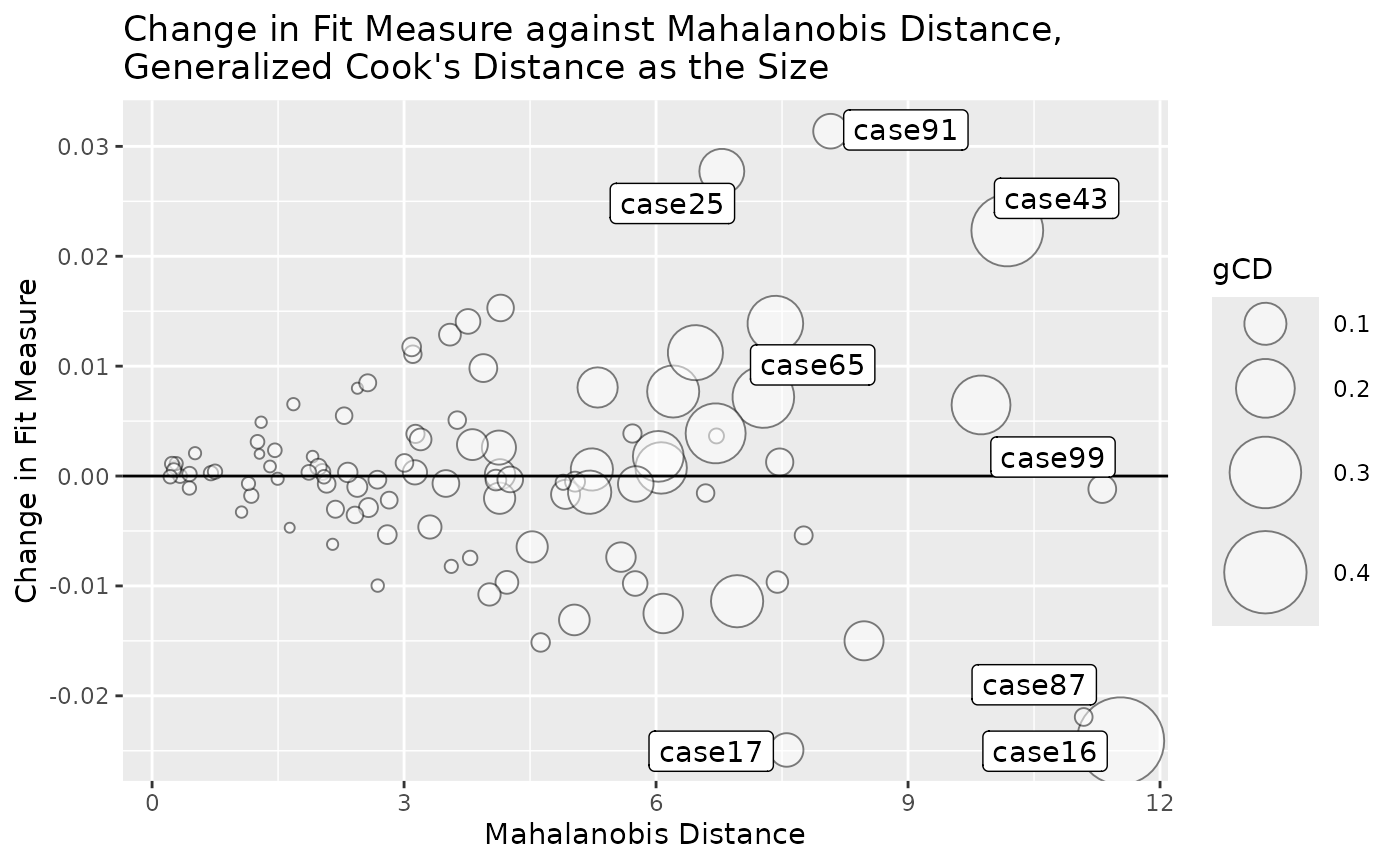 Change in Fit Measure against Mahalanobis Distance,
Generalized Cook's Distance as the Size
Change in Fit Measure
0.03
0.02
0.01
0.00
-0.01
-0.02
case91
case25
case43
case65
case99
case87
case17
case16
0
3
6
9
12
Mahalanobis Distance
gCD
0.1
0.2
0.3
0.4